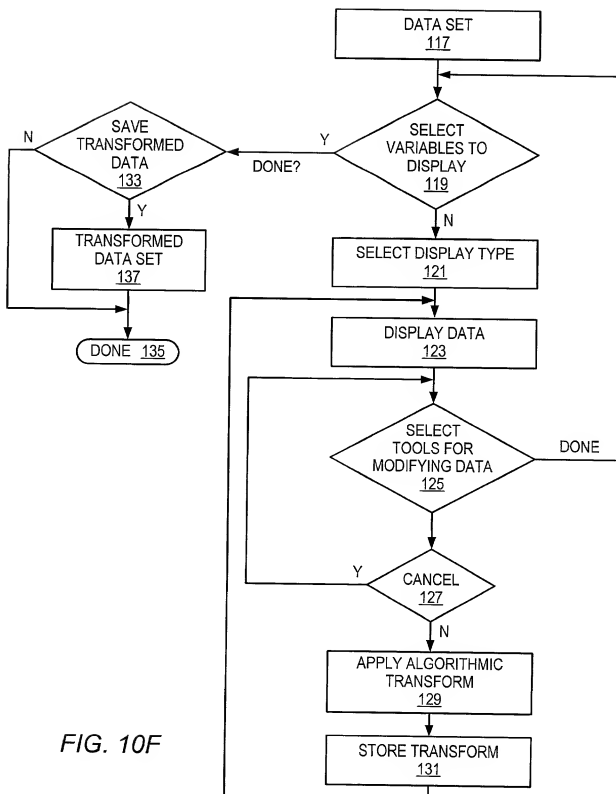 DATA SET
117
SELECT
VARIABLES TO
DISPLAY
119
Y
DONE?
N
SAVE
TRANSFORMED
DATA
133
N
Y
TRANSFORMED
DATA SET
137
DONE 135
SELECT DISPLAY TYPE
121
DISPLAY DATA
123
SELECT
TOOLS FOR
MODIFYING DATA
125
DONE
CANCEL
127
Y
N
APPLY ALGORITHMIC
TRANSFORM
129
STORE TRANSFORM
131
FIG. 10F